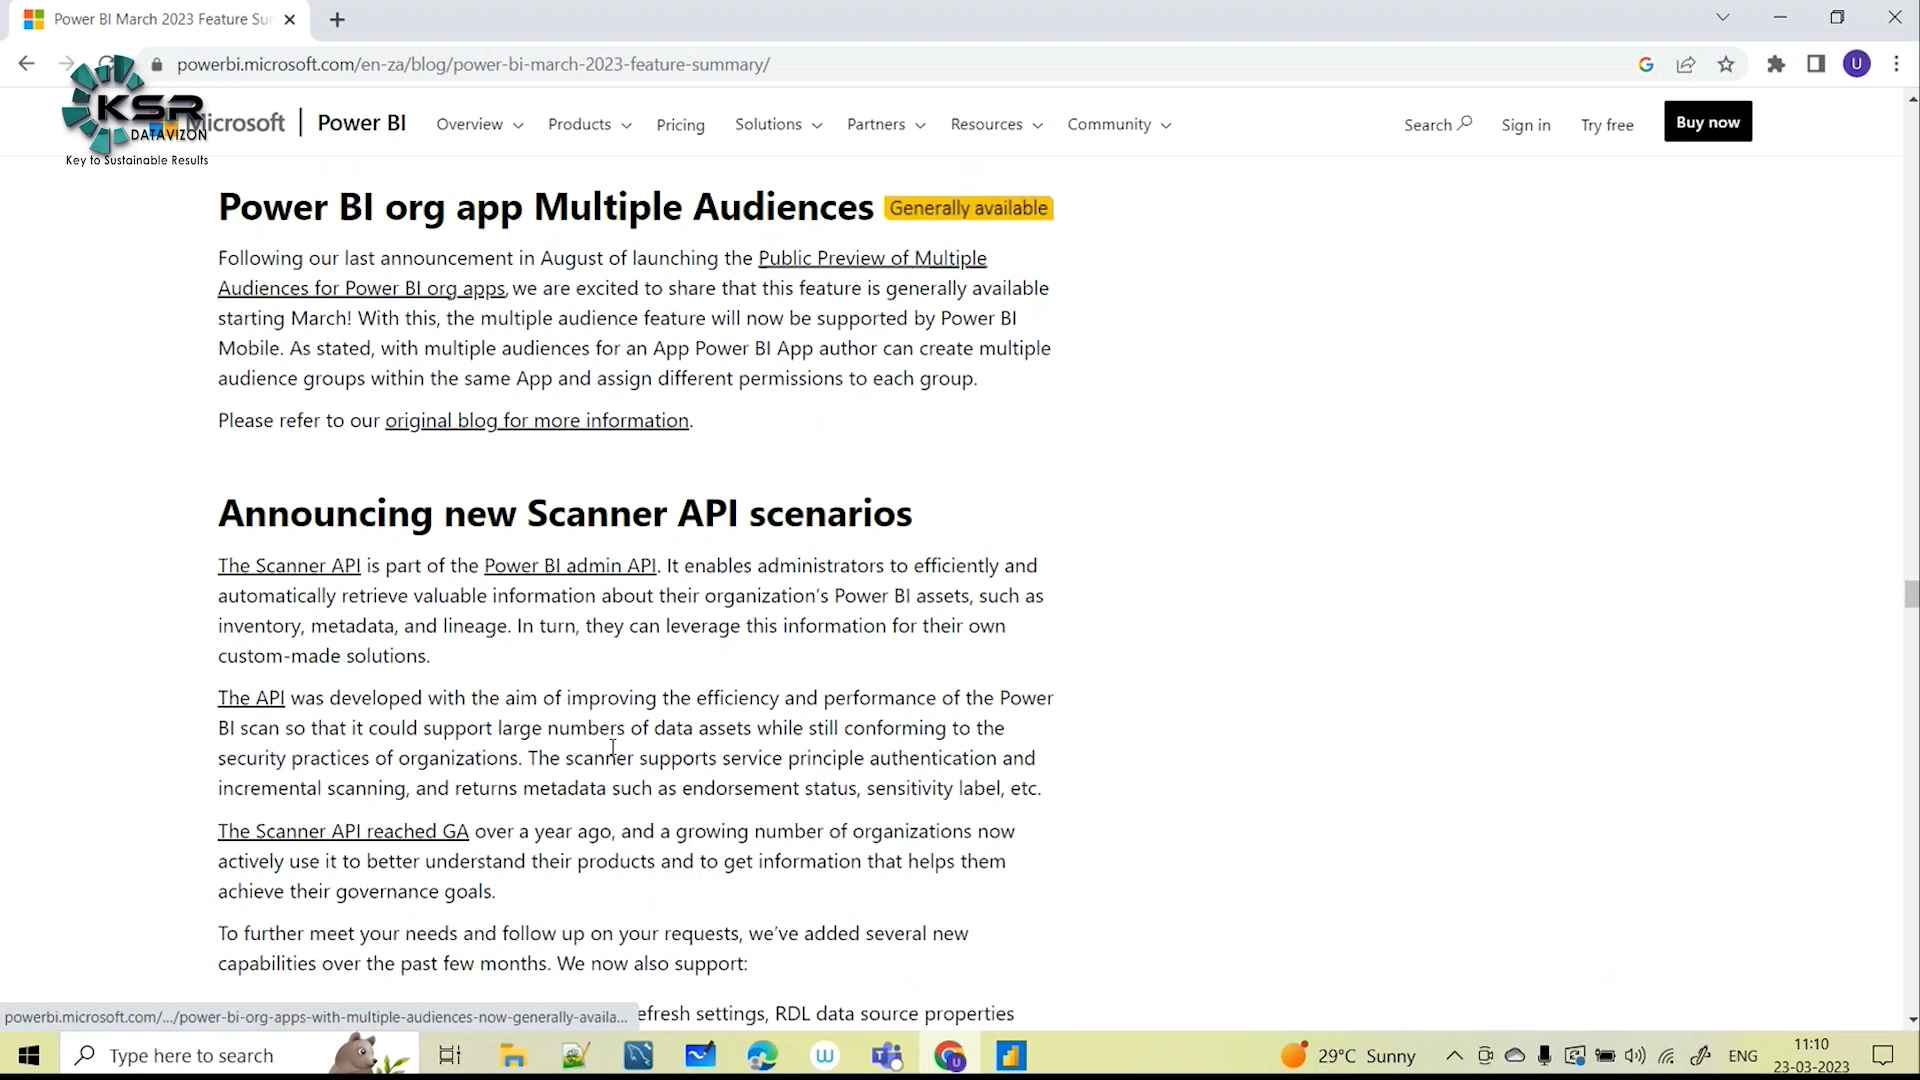 Power BI March 2023 Feature Sur
powerbi.microsoft.com/en-za/blog/power-bi-march-2023-feature-summary/
U
KSR
DATAVIZON
Key to Sustainable Results
Microsoft
Power BI
Overview
Products
Pricing
Solutions
Partners
Resources
Community
Search
Sign in
Try free
Buy now
Power BI org app Multiple Audiences Generally available
Following our last announcement in August of launching the Public Preview of Multiple
Audiences for Power BI org apps, we are excited to share that this feature is generally available
starting March! With this, the multiple audience feature will now be supported by Power BI
Mobile. As stated, with multiple audiences for an App Power BI App author can create multiple
audience groups within the same App and assign different permissions to each group.
Please refer to our original blog for more information.
Announcing new Scanner API scenarios
The Scanner API is part of the Power BI admin API. It enables administrators to efficiently and
automatically retrieve valuable information about their organization's Power BI assets, such as
inventory, metadata, and lineage. In turn, they can leverage this information for their own
custom-made solutions.
The API was developed with the aim of improving the efficiency and performance of the Power
BI scan so that it could support large numbers of data assets while still conforming to the
security practices of organizations. The scanner supports service principle authentication and
incremental scanning, and returns metadata such as endorsement status, sensitivity label, etc.
The Scanner API reached GA over a year ago, and a growing number of organizations now
actively use it to better understand their products and to get information that helps them
achieve their governance goals.
To further meet your needs and follow up on your requests, we've added several new
capabilities over the past few months. We now also support:
efresh settings, RDL data source properties
powerbi.microsoft.com/.../power-bi-org-apps-with-multiple-audiences-now-generally-availa...
Type here to search
29°C Sunny
ENG
11:10
23-03-2023